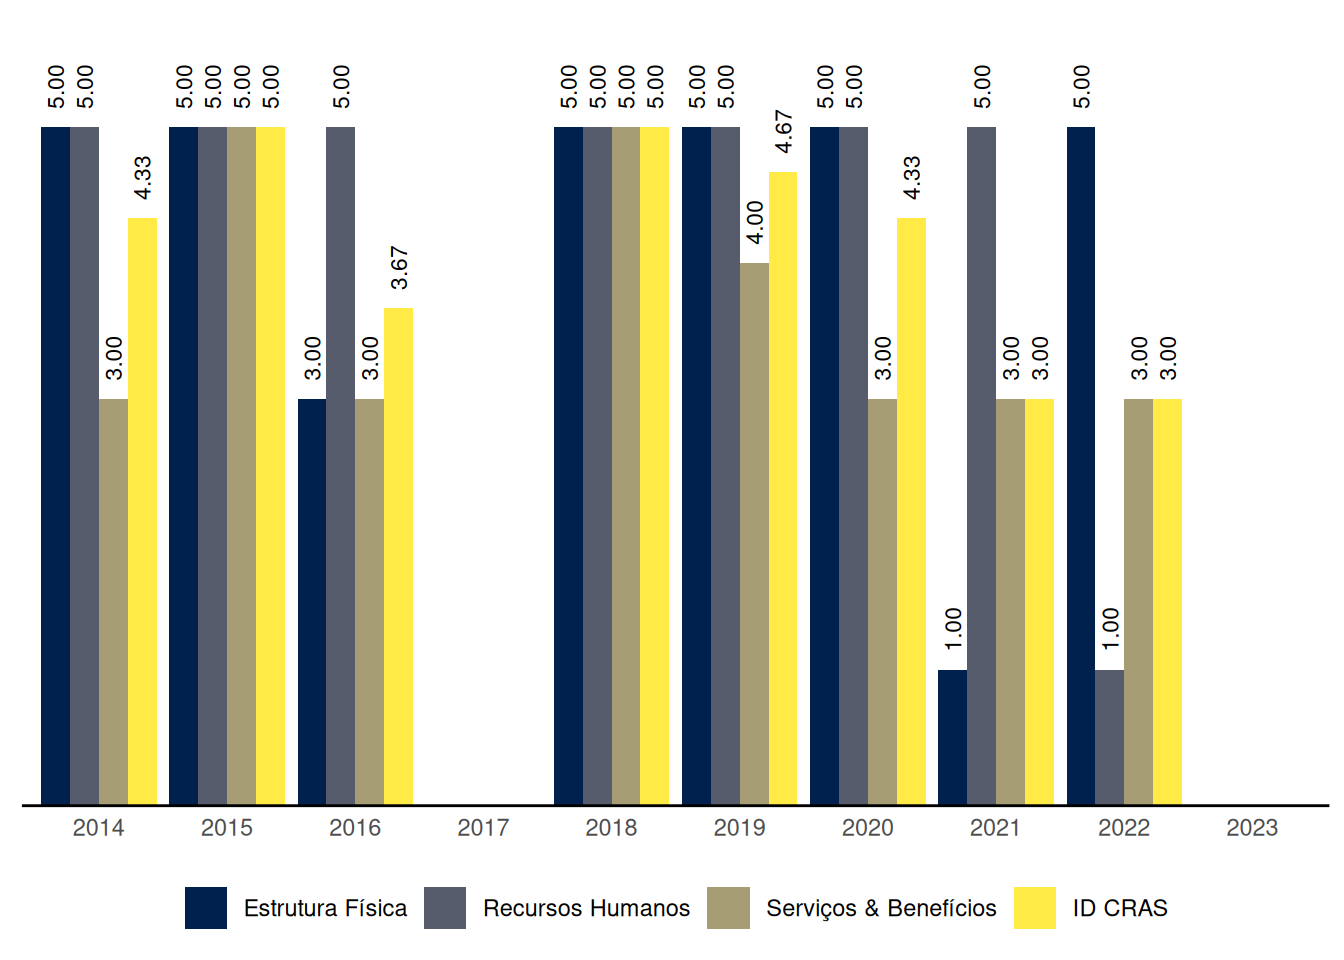 5.00 5.00 3.00 4.33 5.00 5.00 5.00 5.00 3.00 5.00 3.00 3.67 5.00 5.00 5.00 5.00 5.00 5.00 4.00 4.67 5.00 5.00 3.00 4.33 1.00 5.00 3.00 3.00 5.00 1.00 3.00 3.00
2014 2015 2016 2017 2018 2019 2020 2021 2022 2023
Estrutura Física Recursos Humanos Serviços & Benefícios ID CRAS